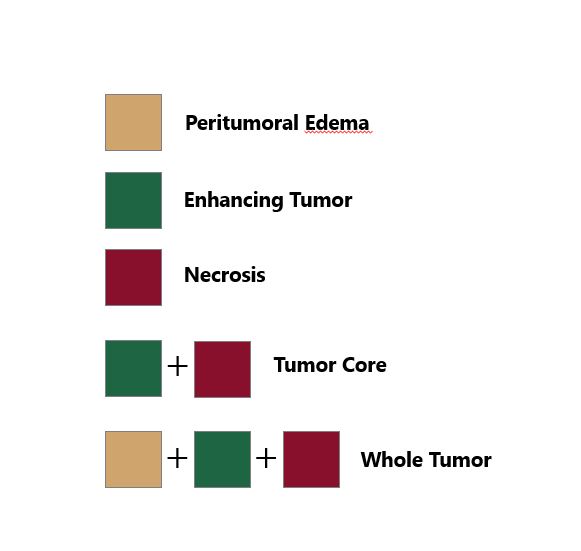 Peritumoral Edema
Enhancing Tumor
Necrosis
+ Tumor Core
+ + Whole Tumor